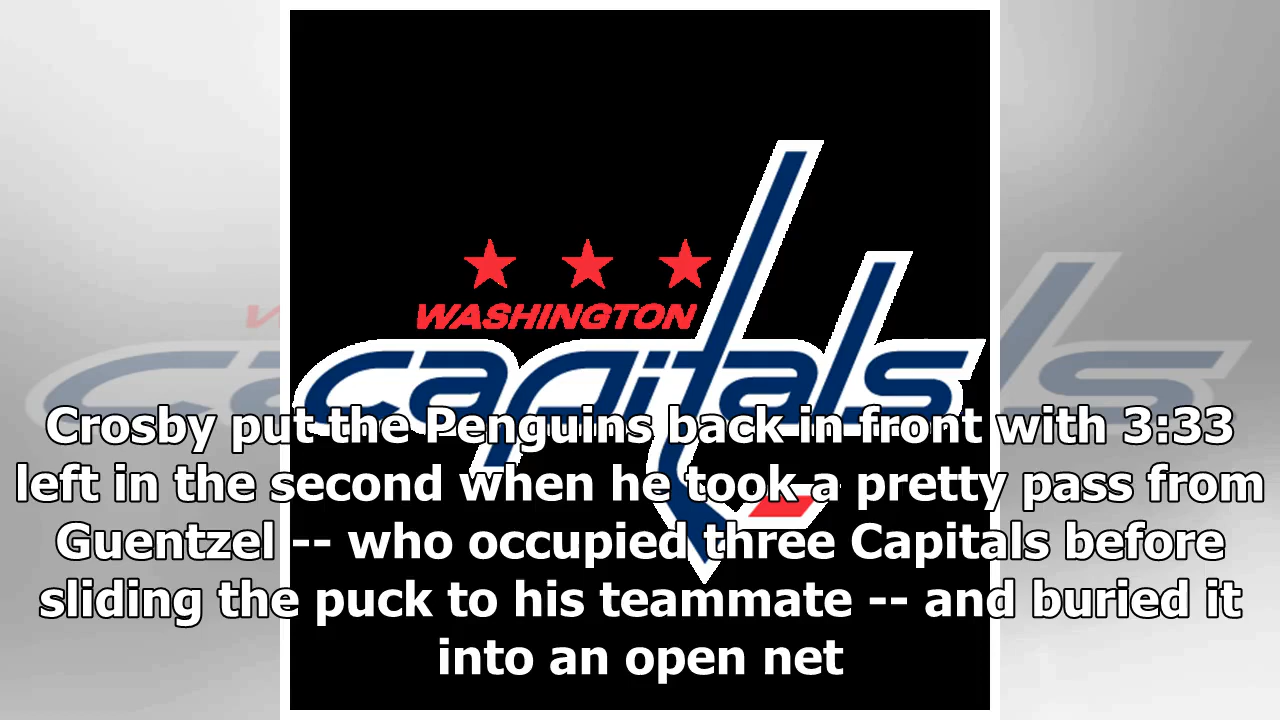 WASHINGTON
capitals
Crosby put the Penguins back in front with 3:33
left in the second when he took a pretty pass from
Guentzel -- who occupied three Capitals before
sliding the puck to his teammate -- and buried it
into an open net